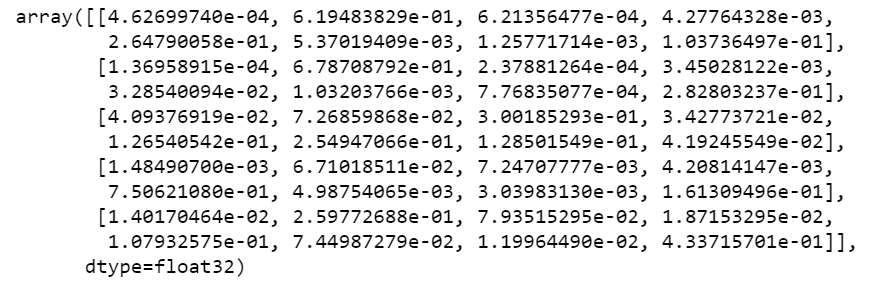 array([[4.62699740e-04, 6.19483829e-01, 6.21356477e-04, 4.27764328e-03,
2.64790058e-01, 5.37019409e-03, 1.25771714e-03, 1.03736497e-01],
[1.36958915e-04, 6.78708792e-01, 2.37881264e-04, 3.45028122e-03,
3.28540094e-02, 1.03203766e-03, 7.76835077e-04, 2.82803237e-01],
[4.09376919e-02, 7.26859868e-02, 3.00185293e-01, 3.42773721e-02,
1.26540542e-01, 2.54947066e-01, 1.28501549e-01, 4.19245549e-02],
[1.48490700e-03, 6.71018511e-02, 7.24707777e-03, 4.20814147e-03,
7.50621080e-01, 4.98754065e-03, 3.03983130e-03, 1.61309496e-01],
[1.40170464e-02, 2.59772688e-01, 7.93515295e-02, 1.87153295e-02,
1.07932575e-01, 7.44987279e-02, 1.19964490e-02, 4.33715701e-01]],
dtype=float32)